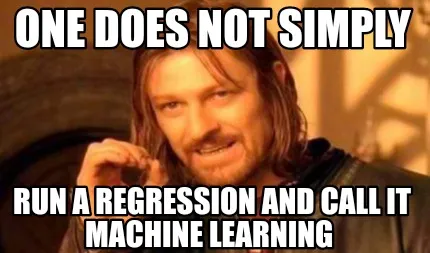 ONE DOES NOT SIMPLY
RUN A REGRESSION AND CALL IT
MACHINE LEARNING